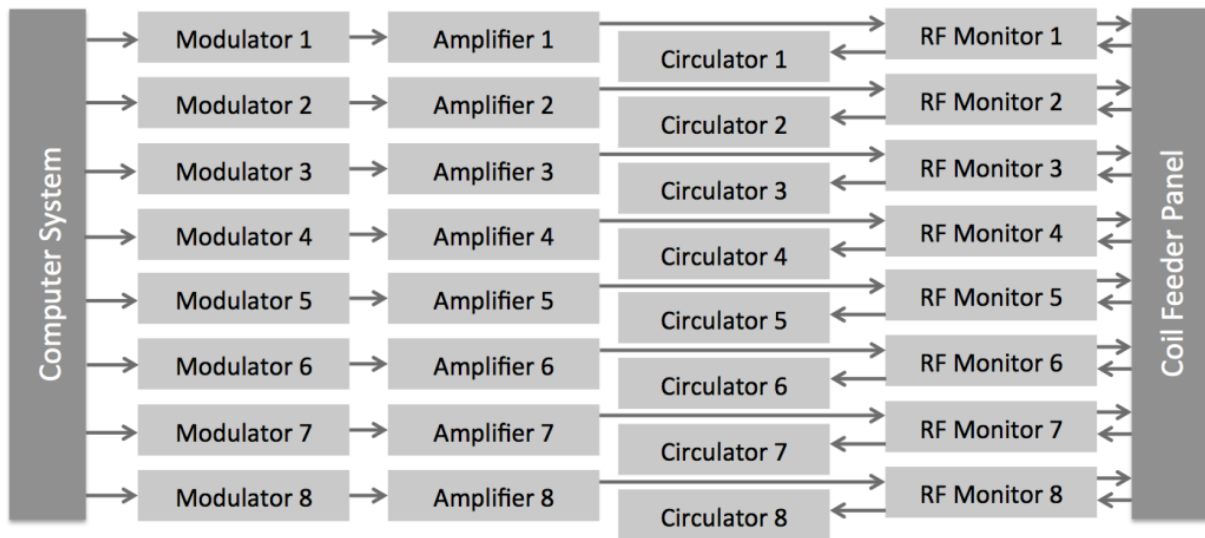 Computer System
Modulator 1
Amplifier 1
Circulator 1
RF Monitor 1
Modulator 2
Amplifier 2
Circulator 2
RF Monitor 2
Modulator 3
Amplifier 3
Circulator 3
RF Monitor 3
Modulator 4
Amplifier 4
Circulator 4
RF Monitor 4
Modulator 5
Amplifier 5
Circulator 5
RF Monitor 5
Modulator 6
Amplifier 6
Circulator 6
RF Monitor 6
Modulator 7
Amplifier 7
Circulator 7
RF Monitor 7
Modulator 8
Amplifier 8
Circulator 8
RF Monitor 8
Coil Feeder Panel